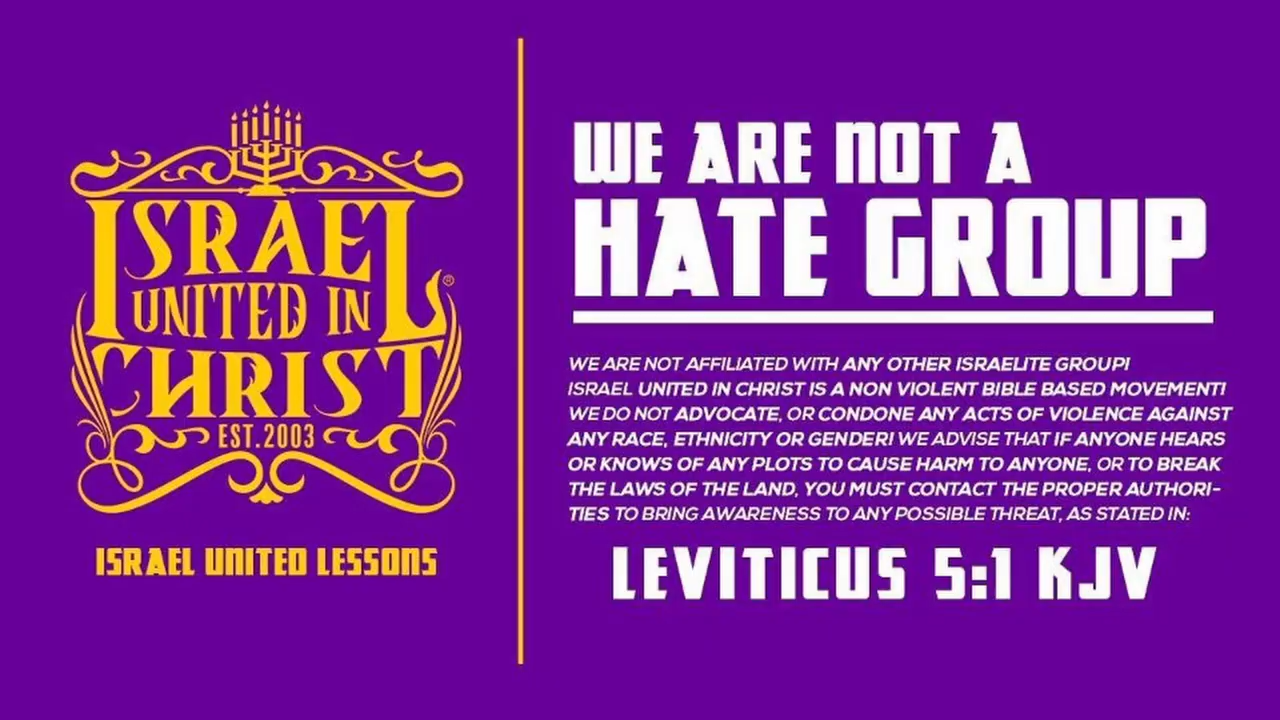 ISRAEL
UNITED IN
CHRIST
EST.2003
®
ISRAEL UNITED LESSONS
WE ARE NOT A
HATE GROUP
WE ARE NOT AFFILIATED WITH ANY OTHER ISRAELITE GROUP!
ISRAEL UNITED IN CHRIST IS A NON VIOLENT BIBLE BASED MOVEMENT!
WE DO NOT ADVOCATE, OR CONDONE ANY ACTS OF VIOLENCE AGAINST
ANY RACE, ETHNICITY OR GENDER! WE ADVISE THAT IF ANYONE HEARS
OR KNOWS OF ANY PLOTS TO CAUSE HARM TO ANYONE, OR TO BREAK
THE LAWS OF THE LAND, YOU MUST CONTACT THE PROPER AUTHORI-
TIES TO BRING AWARENESS TO ANY POSSIBLE THREAT, AS STATED IN:
LEVITICUS 5:1 KJV